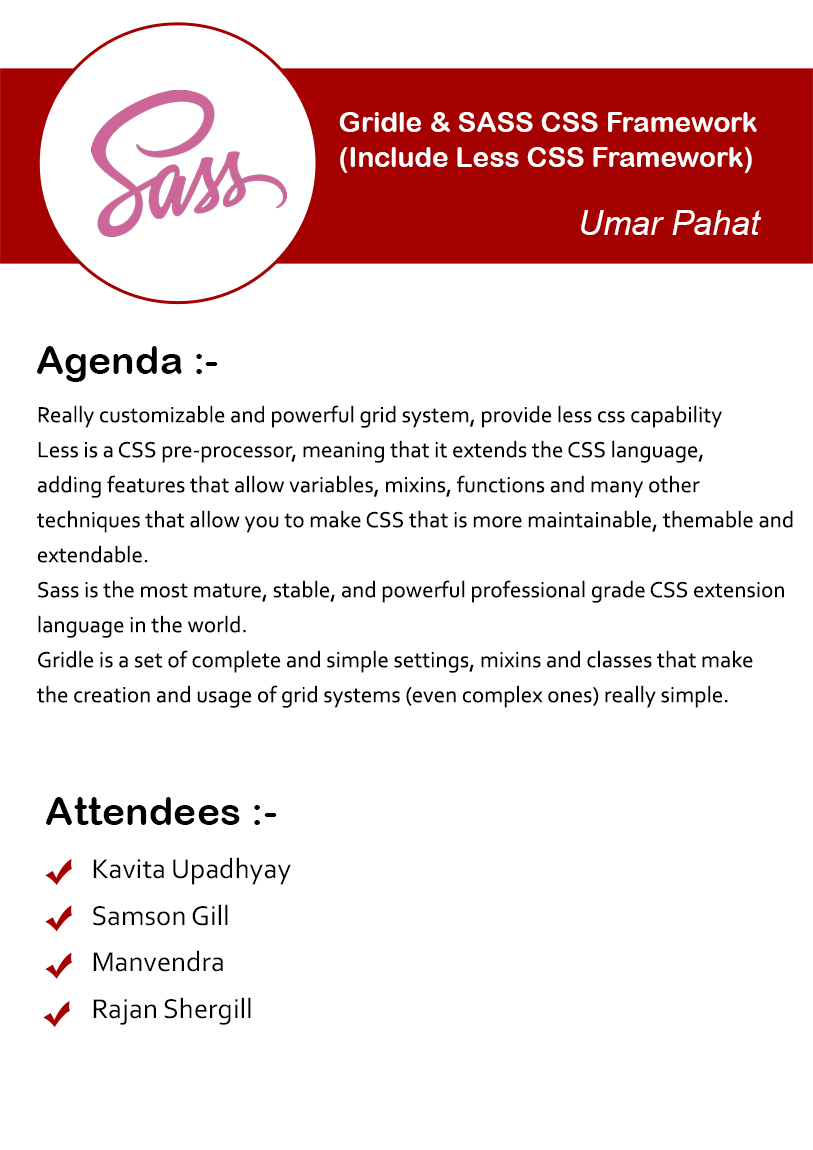 Sass
Gridle & SASS CSS Framework
(Include Less CSS Framework)
Umar Pahat
Agenda :-
Really customizable and powerful grid system, provide less css capability
Less is a CSS pre-processor, meaning that it extends the CSS language,
adding features that allow variables, mixins, functions and many other
techniques that allow you to make CSS that is more maintainable, themable and
extendable.
Sass is the most mature, stable, and powerful professional grade CSS extension
language in the world.
Gridle is a set of complete and simple settings, mixins and classes that make
the creation and usage of grid systems (even complex ones) really simple.
Attendees :-
Kavita Upadhyay
Samson Gill
Manvendra
Rajan Shergill